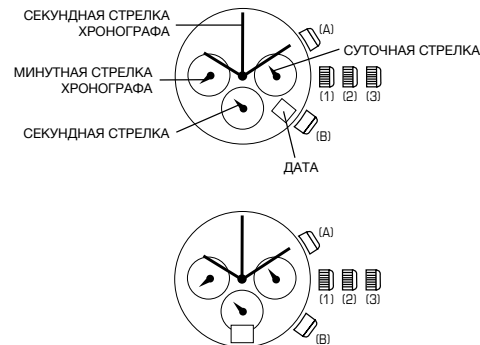 СЕКУНДНАЯ СТРЕЛКА
ХРОНОГРАФА
(A)
СУТОЧНАЯ СТРЕЛКА
МИНУТНАЯ СТРЕЛКА
ХРОНОГРАФА
(1) (2) (3)
СЕКУНДНАЯ СТРЕЛКА
(B)
ДАТА
(A)
(1) (2) (3)
(B)